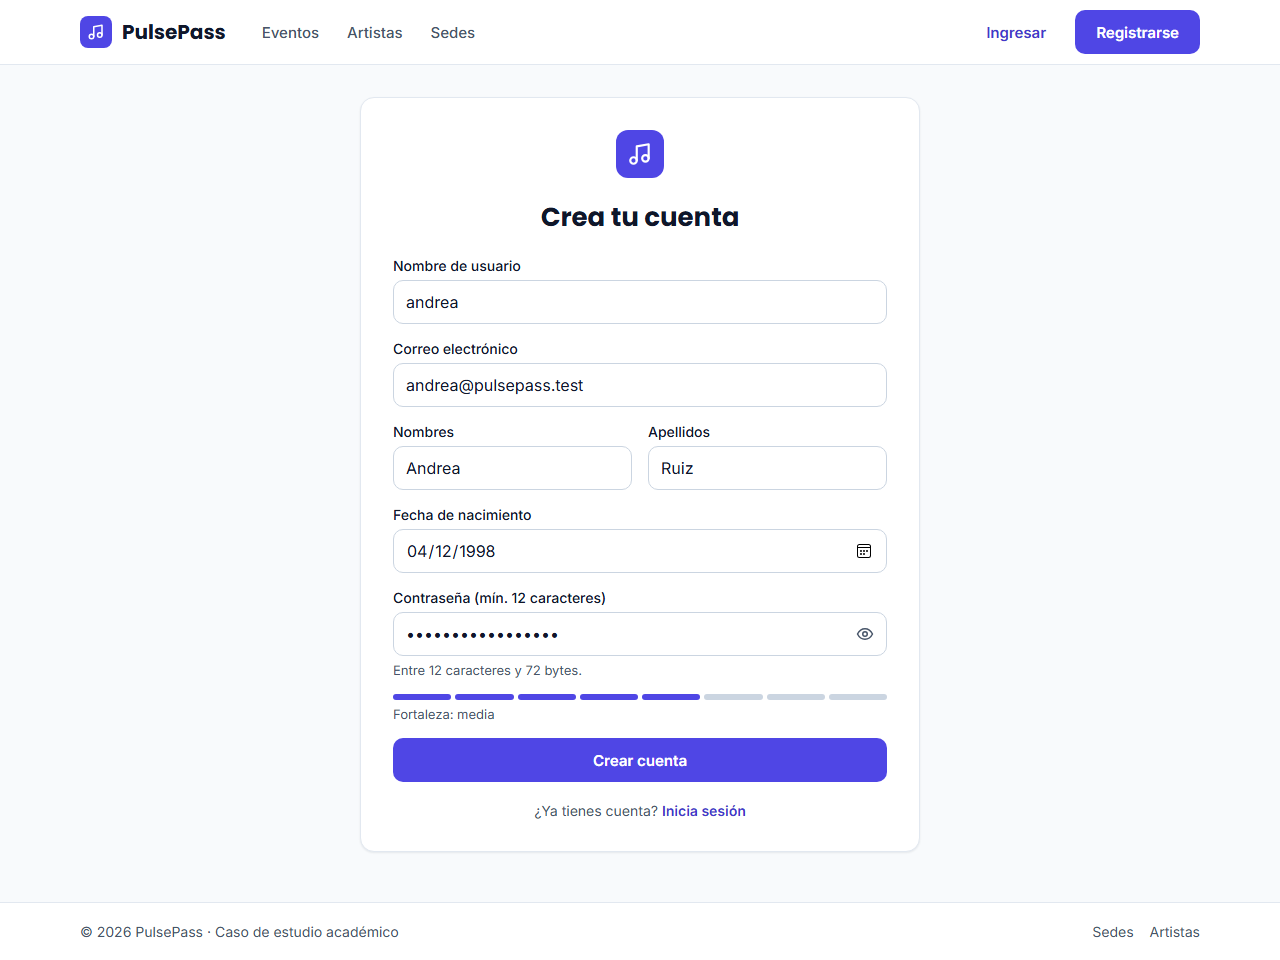 PulsePass
Eventos
Artistas
Sedes
Ingresar
Registrarse
Crea tu cuenta
Nombre de usuario
andrea
Correo electrónico
andrea@pulsepass.test
Nombres
Apellidos
Andrea
Ruiz
Fecha de nacimiento
04/12/1998
Contraseña (mín. 12 caracteres)
•••••••••••••••••
Entre 12 caracteres y 72 bytes.
Fortaleza: media
Crear cuenta
¿Ya tienes cuenta? Inicia sesión
© 2026 PulsePass · Caso de estudio académico
Sedes
Artistas